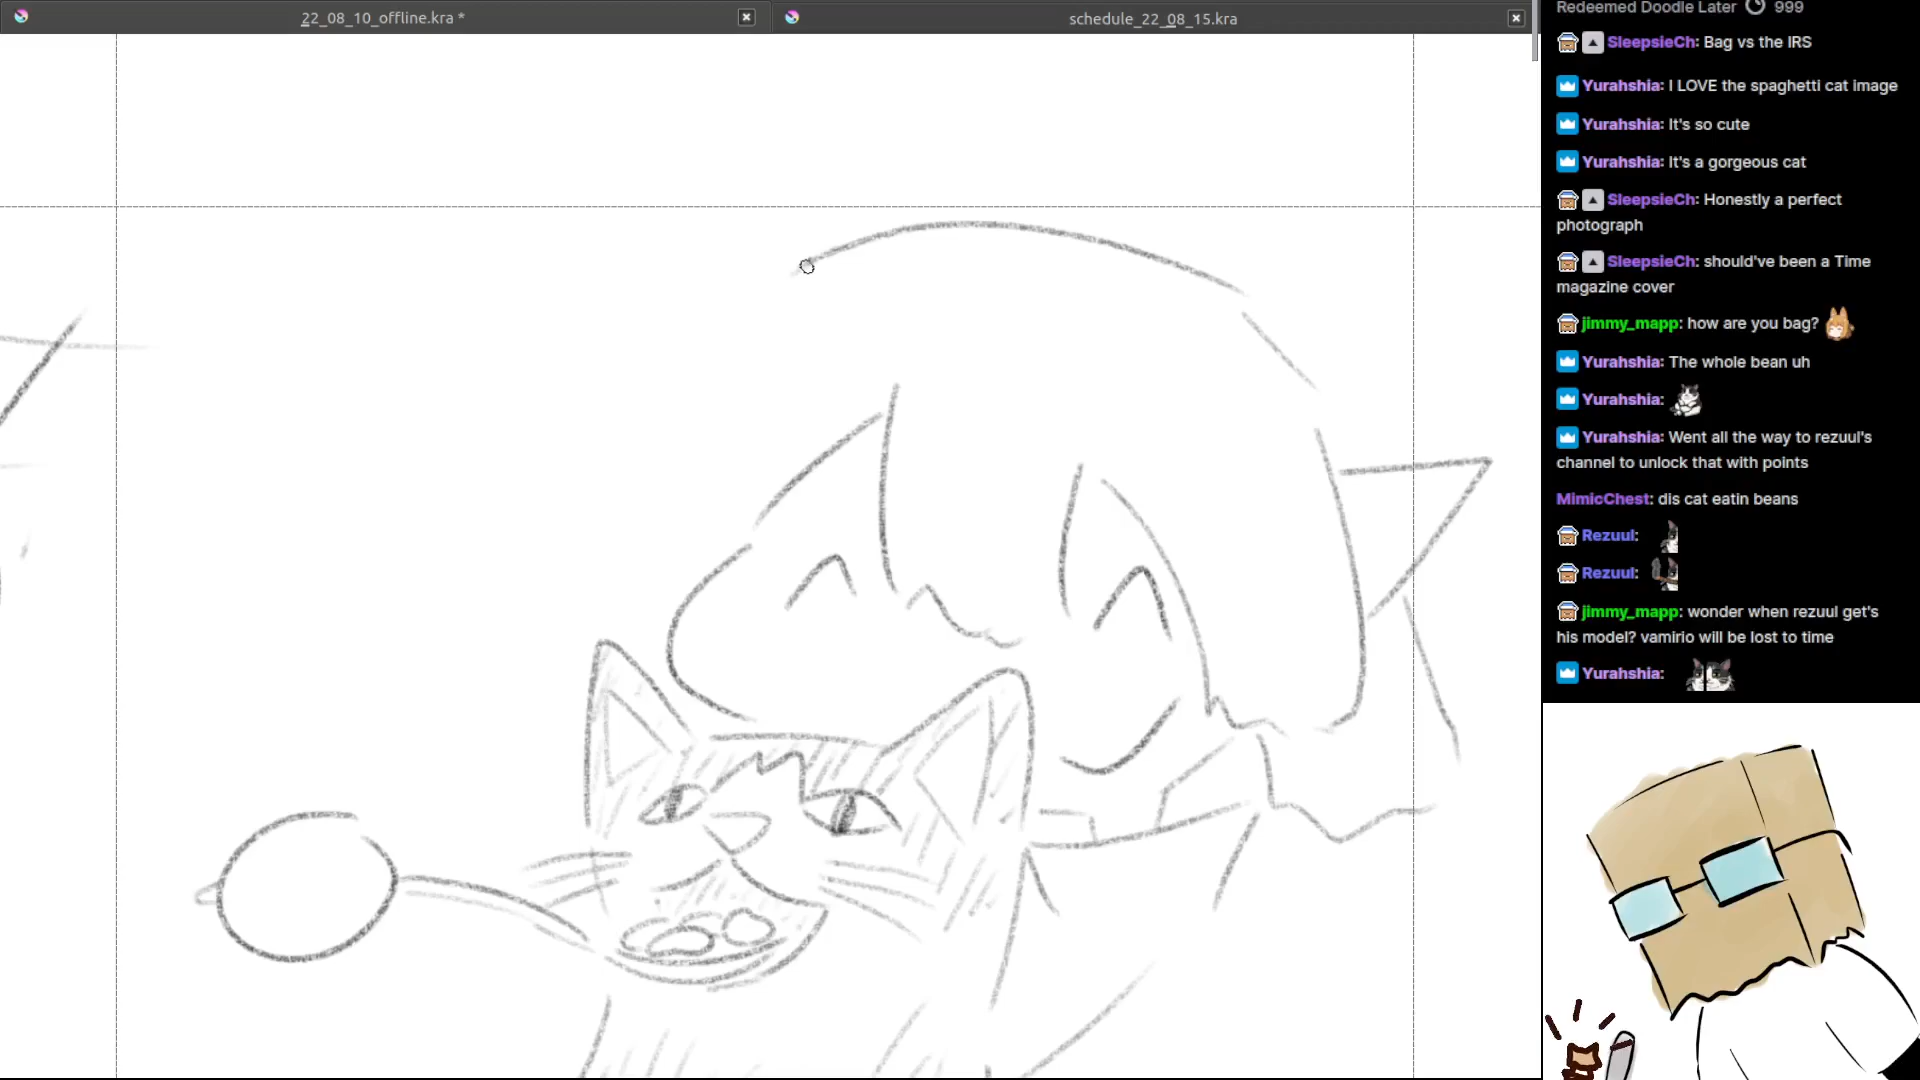 22_08_10_offline.kra *
schedule_22_08_15.kra
Redeemed Doodle Later 999
SleepsieCh: Bag vs the IRS
Yurahshia: I LOVE the spaghetti cat image
Yurahshia: It's so cute
Yurahshia: It's a gorgeous cat
SleepsieCh: Honestly a perfect
photograph
SleepsieCh: should've been a Time
magazine cover
jimmy_mapp: how are you bag?
Yurahshia: The whole bean uh
Yurahshia:
Yurahshia: Went all the way to rezuul's
channel to unlock that with points
MimicChest: dis cat eatin beans
Rezuul:
Rezuul:
jimmy_mapp: wonder when rezuul get's
his model? vamirio will be lost to time
Yurahshia: